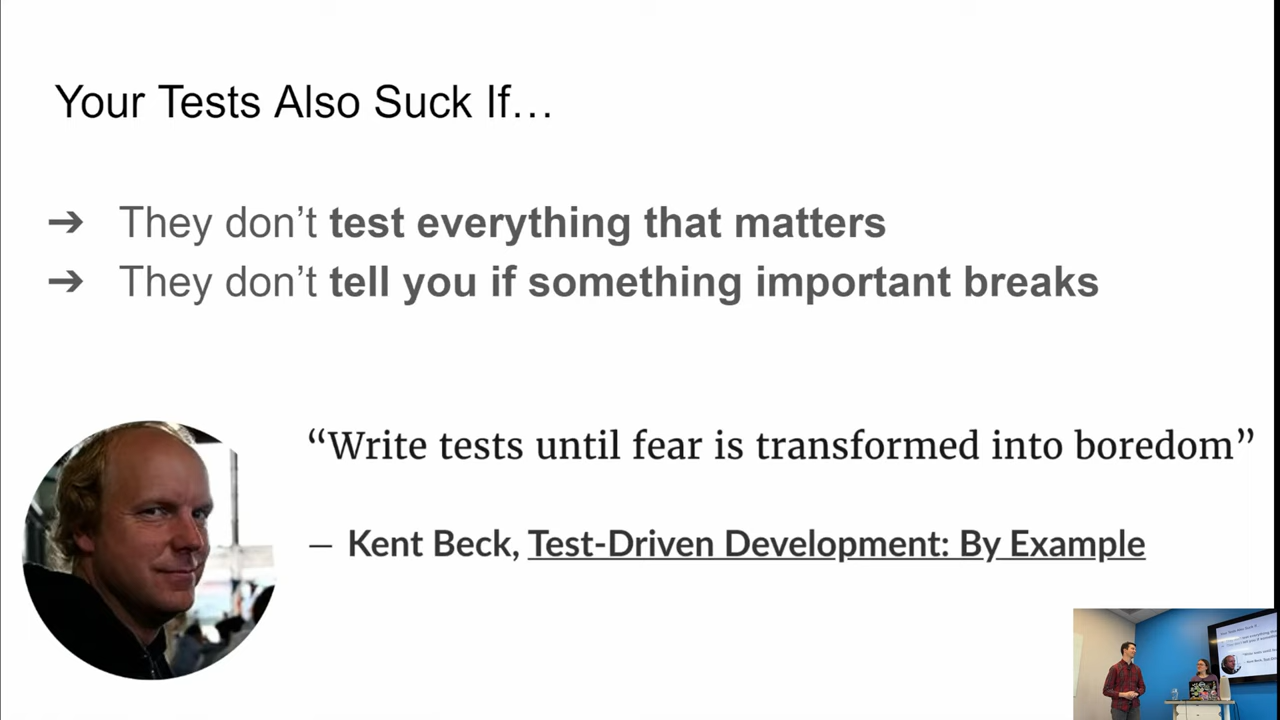 Your Tests Also Suck If…
➔ They don’t test everything that matters
➔ They don’t tell you if something important breaks
“Write tests until fear is transformed into boredom”
– Kent Beck, Test-Driven Development: By Example